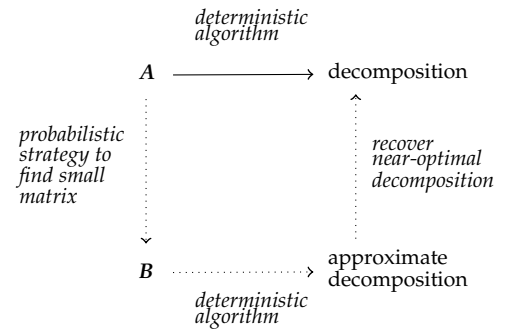 deterministic
algorithm
A
decomposition
probabilistic
strategy to
find small
matrix
recover
near-optimal
decomposition
B
approximate
decomposition
deterministic
algorithm